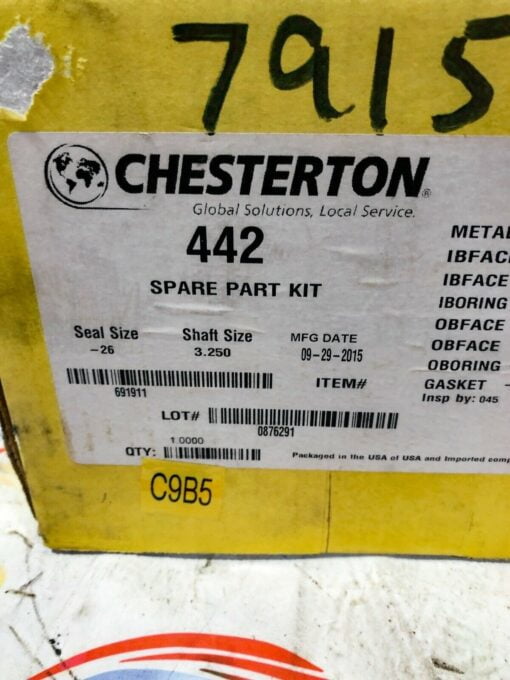 7915
CHESTERTON®
Global Solutions, Local Service.
442
SPARE PART KIT
Seal Size
-26
Shaft Size
3.250
MFG DATE
09-29-2015
691911
ITEM#
LOT#
0876291
1.0000
QTY:
IBFACE
IBORING
OBFACE
OBFACE
OBORING
GASKET -
Insp by: 045
Packaged in the USA of USA and Imported
C9B5